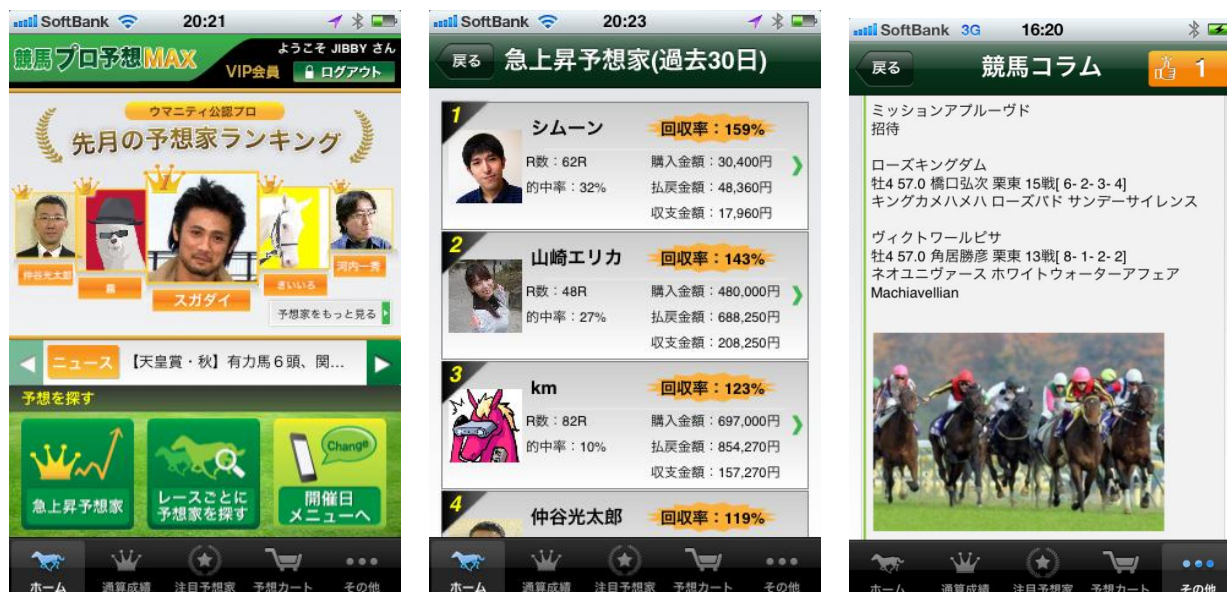 SoftBank 20:21
競馬プロ予想MAX
ようこそ JIBBY さん
VIP会員 ログアウト
ウマニティ公認プロ
先月の予想家ランキング
仲谷光太郎
スガダイ
きいいろ
河内一秀
予想家をもっと見る
ニュース 【天皇賞・秋】有力馬6頭、関...
予想を探す
急上昇予想家
レースごとに
予想家を探す
Change
開催日
メニューへ
ホーム 通算成績 注目予想家 予想カート その他
SoftBank 20:23
戻る 急上昇予想家(過去30日)
1 シムーン 回収率：159%
R数：62R 購入金額：30,400円
的中率：32% 払戻金額：48,360円
収支金額：17,960円
2 山崎エリカ 回収率：143%
R数：48R 購入金額：480,000円
的中率：27% 払戻金額：688,250円
収支金額：208,250円
3 km 回収率：123%
R数：82R 購入金額：697,000円
的中率：10% 払戻金額：854,270円
収支金額：157,270円
4 仲谷光太郎 回収率：119%
ホーム 通算成績 注目予想家 予想カート その他
SoftBank 3G 16:20
戻る 競馬コラム 1
ミッションアプルーヴド
招待
ローズキングダム
牡4 57.0 橋口弘次 栗東 15戦[ 6- 2- 3- 4]
キングカメハメハ ローズバド サンデーサイレンス
ヴィクトワールピサ
牡4 57.0 角居勝彦 栗東 13戦[ 8- 1- 2- 2]
ネオユニヴァース ホワイトウォーターアフェア
Machiavellian
ホーム 通算成績 注目予想家 予想カート その他